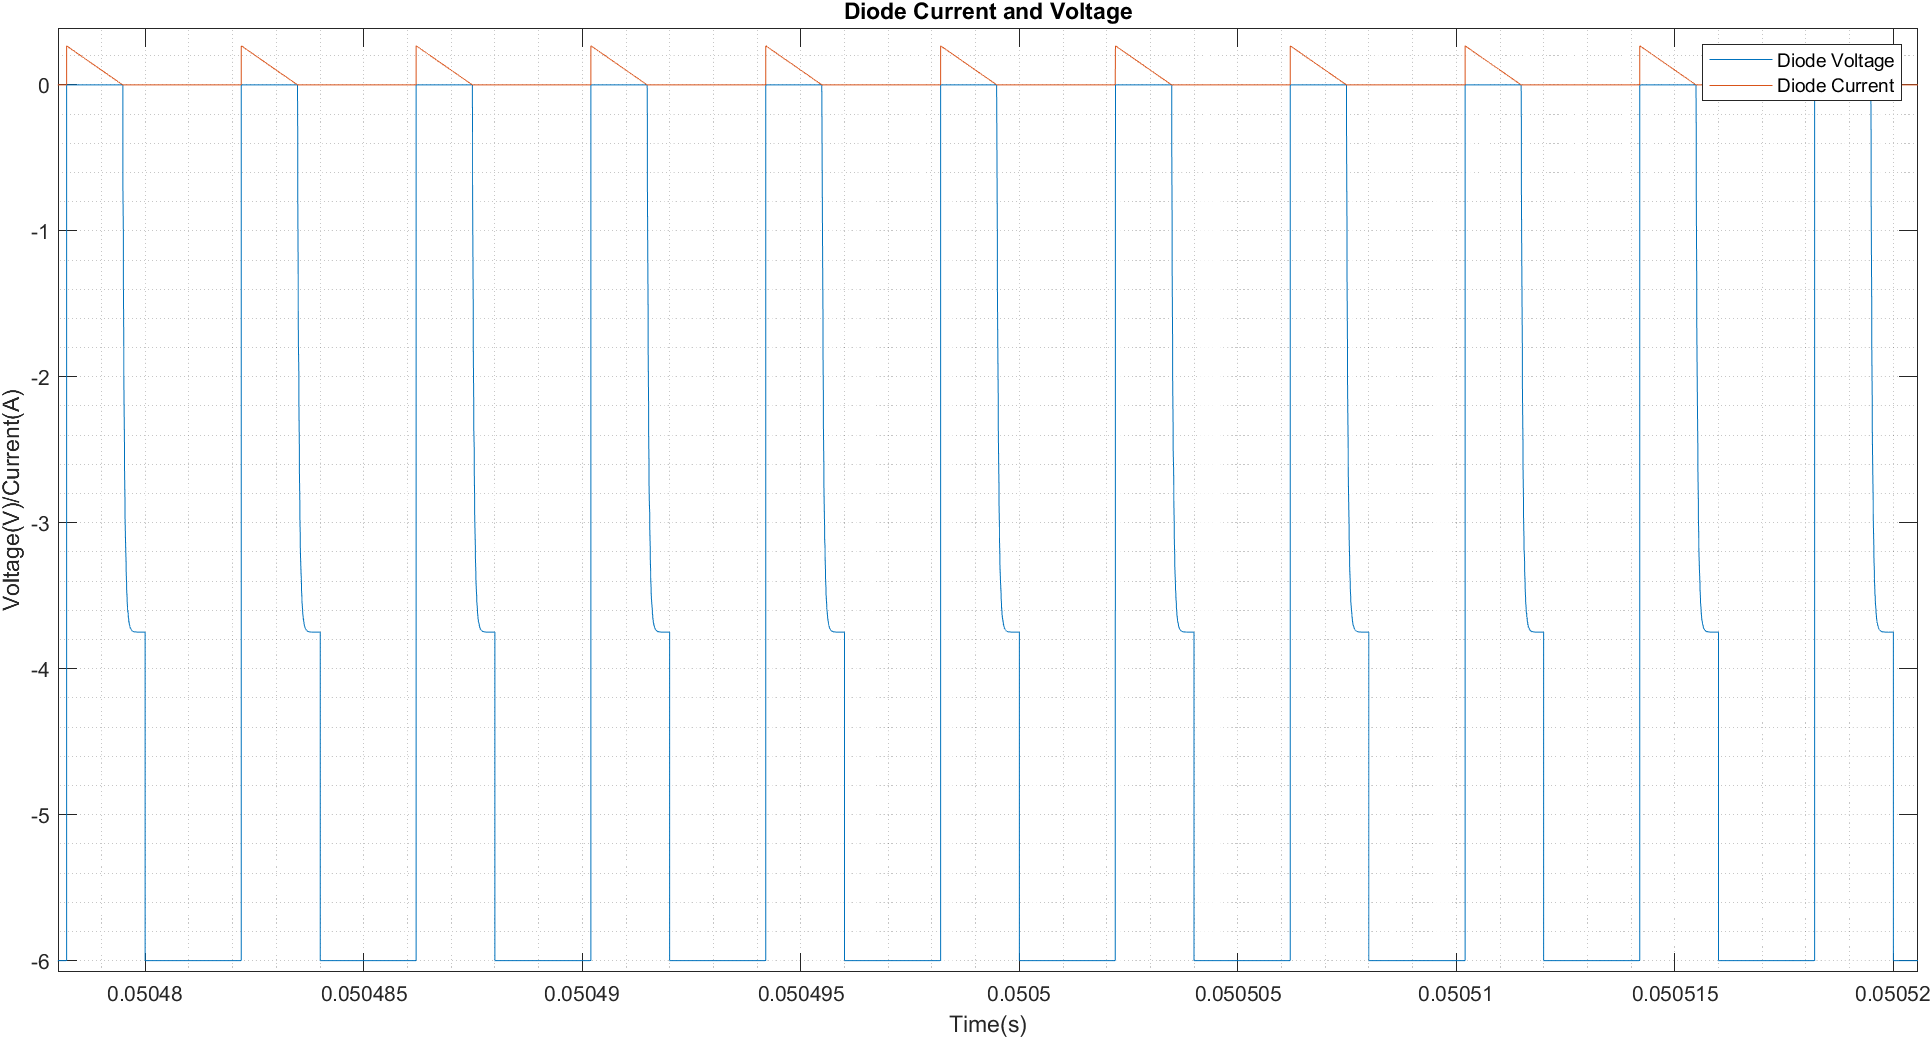 Diode Current and Voltage
Diode Voltage
Diode Current
0
-1
-2
-3
-4
-5
-6
Voltage(V)/Current(A)
0.05048 0.050485 0.05049 0.050495 0.0505 0.050505 0.05051 0.050515 0.05052
Time(s)